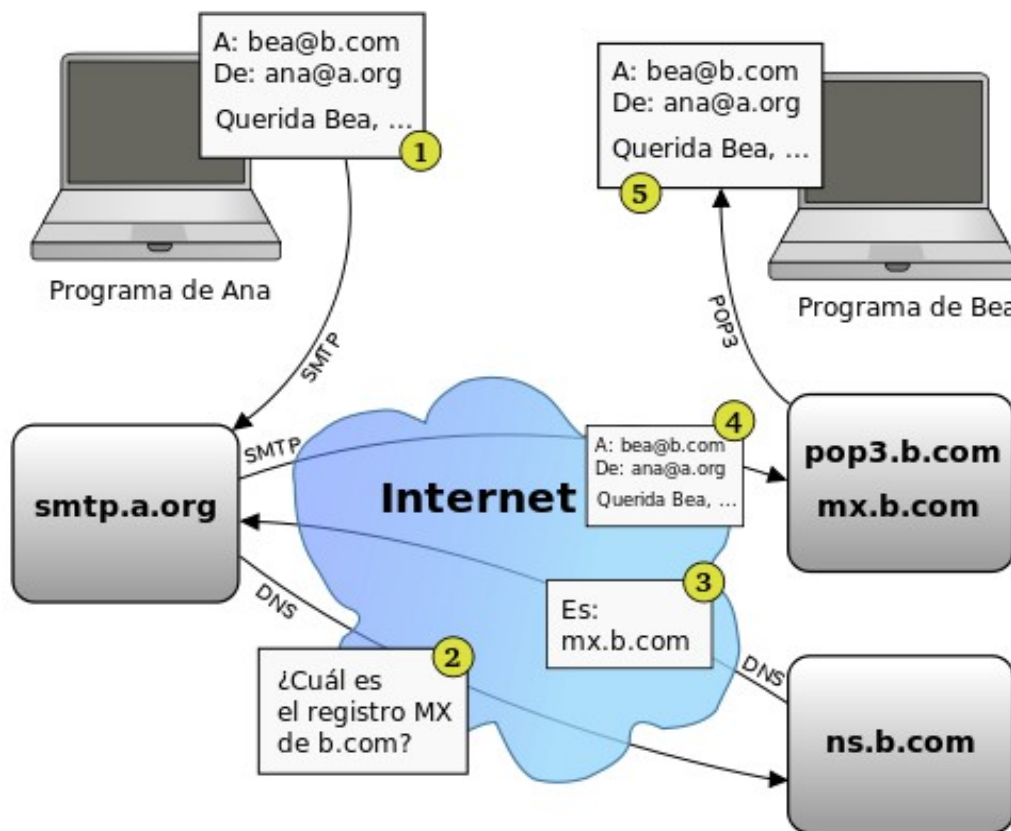 A: bea@b.com
De: ana@a.org
Querida Bea, ...
1
Programa de Ana
A: bea@b.com
De: ana@a.org
Querida Bea, ...
5
Programa de Bea
SMTP
POP3
smtp.a.org
SMTP
Internet
A: bea@b.com
De: ana@a.org
Querida Bea, ...
4
pop3.b.com
mx.b.com
DNS
¿Cuál es
el registro MX
de b.com?
2
Es:
mx.b.com
3
DNS
ns.b.com